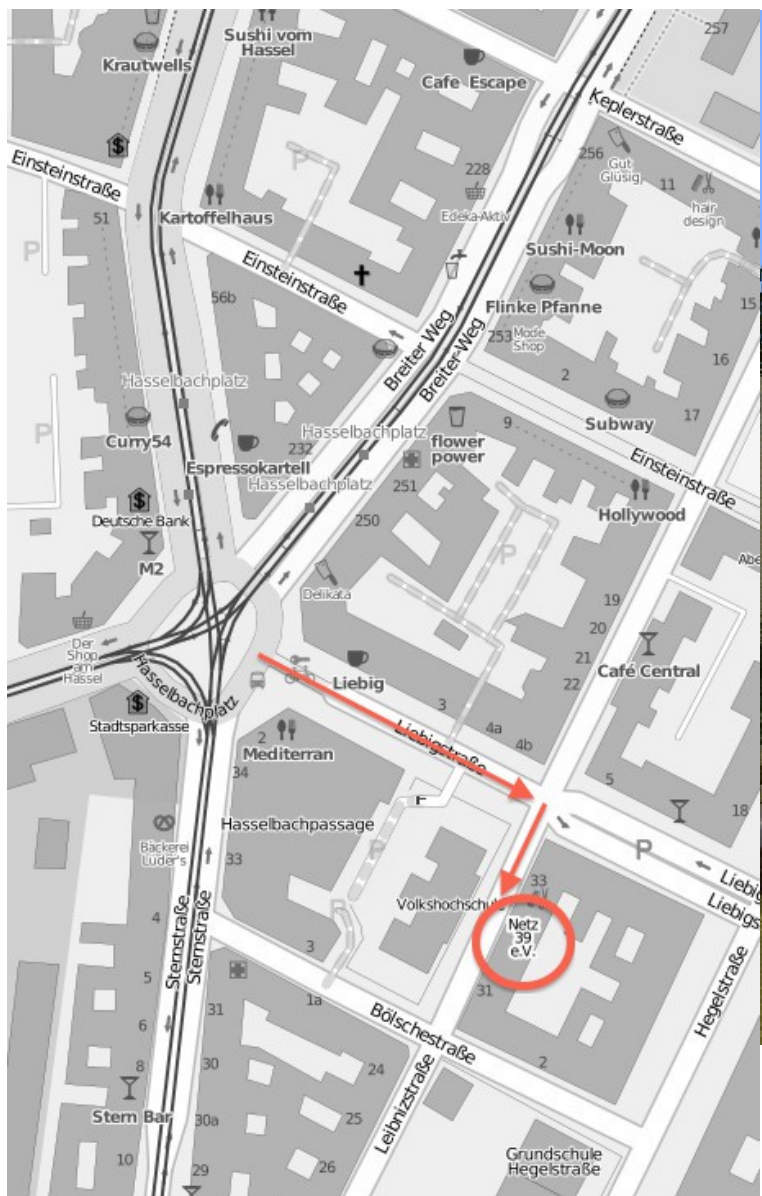 257
Sushi vom
Hassel
Krautwells
Cafe Escape
Keplerstraße
Einsteinstraße
P
228
256
Gut
Glüsig
11
hair
design
Edeka-Aktiv
51
Kartoffelhaus
Sushi-Moon
P
Einsteinstraße
56b
Flinke Pfanne
15
Breiter Weg
Breiter-Weg
253
Mode
Shop
16
Hasselbachplatz
2
17
Subway
P
Curry54
Hasselbachplatz
flower
power
9
232
Espressokartell
Hasselbachplatz
251
Einsteinstraße
$
Deutsche Bank
250
Hollywood
M2
P
Abe
Delikata
19
20
Der
Shop
am
Hassel
21
Café Central
22
Hasselbachplatz
Liebig
$
Stadtsparkasse
3
4a
4b
Liebigstraße
2
Mediterran
34
5
18
Hasselbachpassage
P
P
Bäckerei
Lüder's
33
Liebig
Liebigs
33
4
Volkshochschule
P
Netz
39
e.V.
Sternstraße
Sternstraße
3
Hegelstraße
5
1a
31
31
Bölschestraße
6
2
8
30
24
Leibnizstraße
Stern Bar
30a
25
10
29
26
Grundschule
Hegelstraße